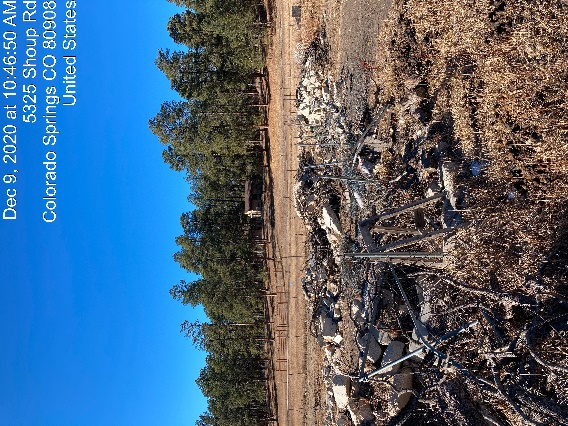 Dec 9, 2020 at 10:46:50 AM
5325 Shoup Rd
Colorado Springs CO 80908
United States